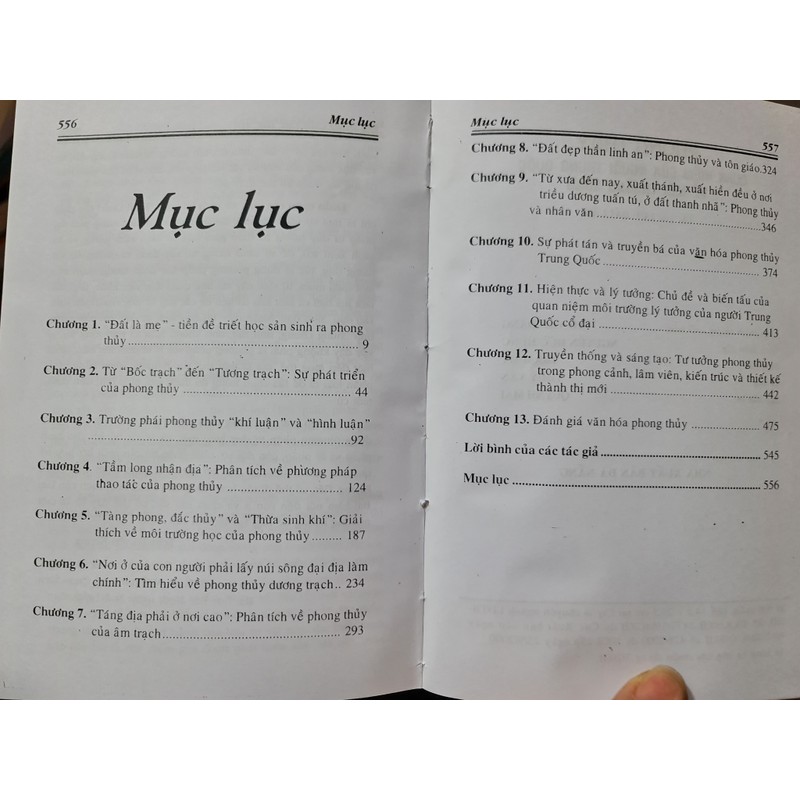 556 Mục lục
Mục lục
Chương 1. “Đất là mẹ” - tiền đề triết học sản sinh ra phong
thủy ........ 9
Chương 2. Từ “Bốc trạch” đến “Tương trạch”: Sự phát triển
của phong thủy ........ 44
Chương 3. Trường phái phong thủy “khí luận” và “hình luận”
........ 92
Chương 4. “Tầm long nhận địa”: Phân tích về phương pháp
thao tác của phong thủy ........ 124
Chương 5. “Tàng phong, đắc thủy” và “Thừa sinh khí”: Giải
thích về môi trường học của phong thủy ........ 187
Chương 6. “Nơi ở của con người phải lấy núi sông đại địa làm
chính”: Tìm hiểu về phong thủy dương trạch.. 234
Chương 7. “Táng địa phải ở nơi cao”: Phân tích về phong thủy
của âm trạch ........ 293
Mục lục 557
Chương 8. “Đất đẹp thần linh an”: Phong thủy và tôn giáo.324
Chương 9. “Từ xưa đến nay, xuất thánh, xuất hiền đều ở nơi
triều dương tuấn tú, ở đất thanh nhã”: Phong thủy
và nhân văn ........ 346
Chương 10. Sự phát tán và truyền bá của văn hóa phong thủy
Trung Quốc ........ 374
Chương 11. Hiện thực và lý tưởng: Chủ đề và biến tấu của
quan niệm môi trường lý tưởng của người Trung
Quốc cổ đại ........ 413
Chương 12. Truyền thống và sáng tạo: Tư tưởng phong thủy
trong phong cảnh, lâm viên, kiến trúc và thiết kế
thành thị mới ........ 442
Chương 13. Đánh giá văn hóa phong thủy ........ 475
Lời bình của các tác giả ........ 545
Mục lục ........ 556